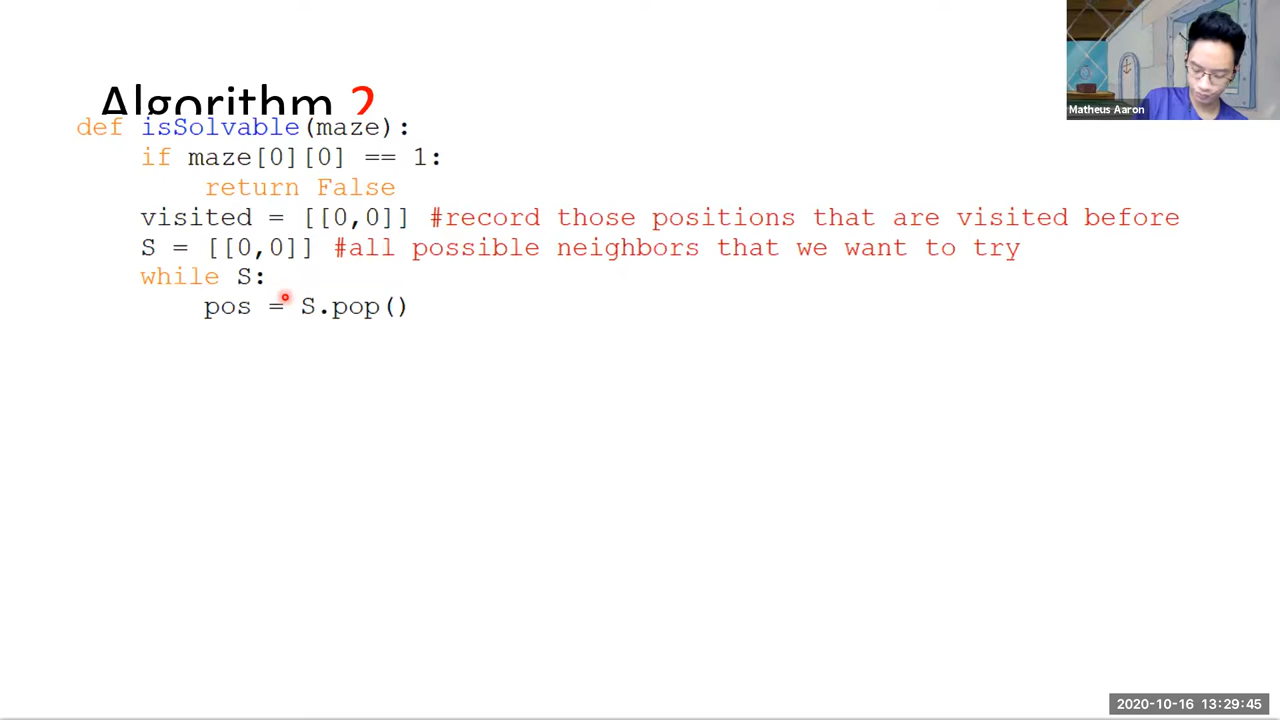 Algorithm 2
def isSolvable(maze):
if maze[0][0] == 1:
return False
visited = [[0,0]] #record those positions that are visited before
S = [[0,0]] #all possible neighbors that we want to try
while S:
pos = S.pop()
Matheus Aaron
2020-10-16 13:29:45